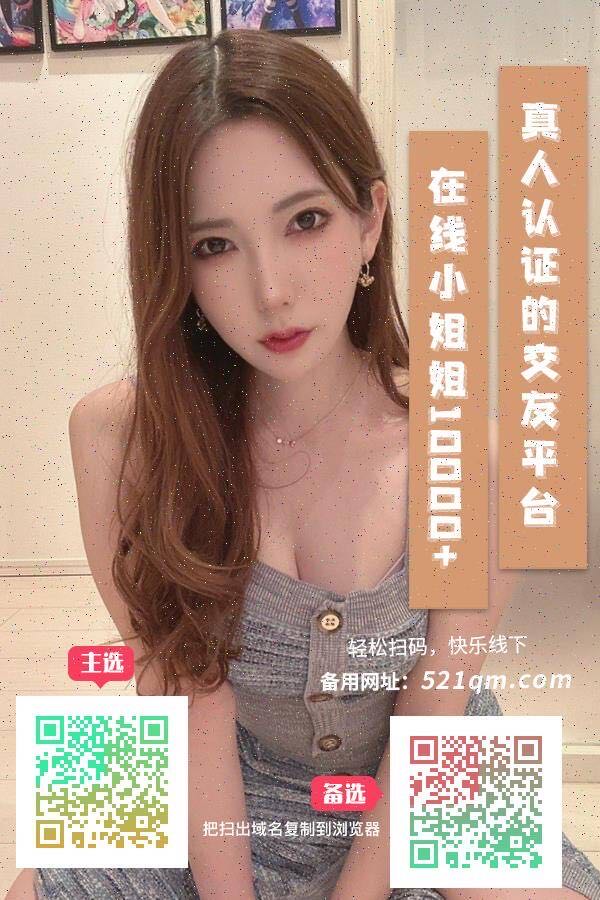 真人认证的交友平台
在线小姐姐10000+
轻松扫码，快乐线下
备用网址：521qm.com
主选
备选
把扫出域名复制到浏览器